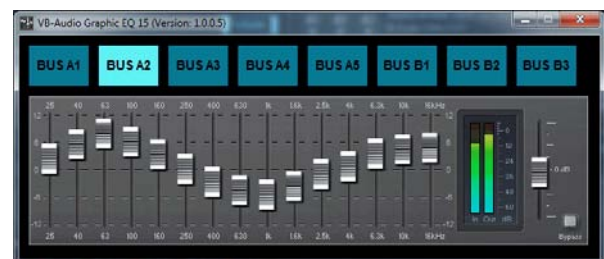 VB-Audio Graphic EQ 15 (Version: 1.0.0.5)
BUS A1 BUS A2 BUS A3 BUS A4 BUS A5 BUS B1 BUS B2 BUS B3
25 40 63 100 160 250 400 630 1k 1.6k 2.5k 4k 6.3k 10k 16kHz
12 12
6
0 0 dB
-6
-12 -12
25 40 63 100 160 250 400 630 1k 1.6k 2.5k 4k 6.3k 10k 16kHz
In Out dB
Bypass